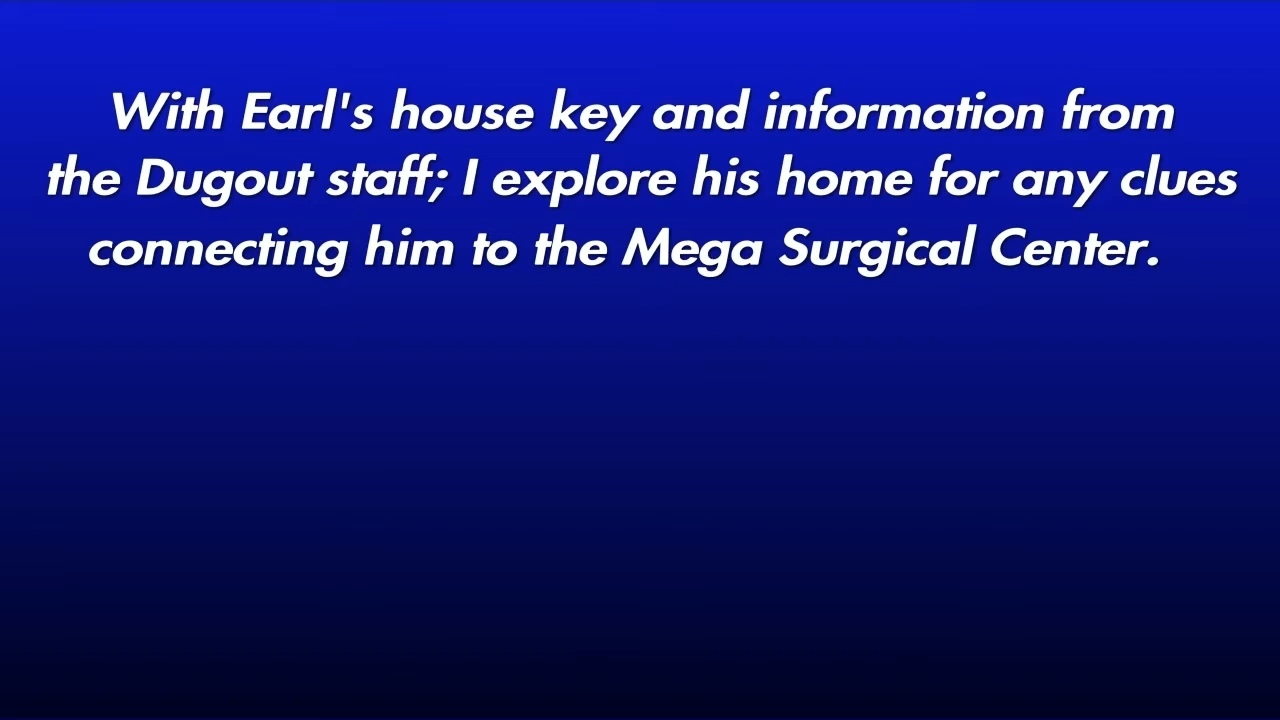 With Earl's house key and information from
the Dugout staff; I explore his home for any clues
connecting him to the Mega Surgical Center.